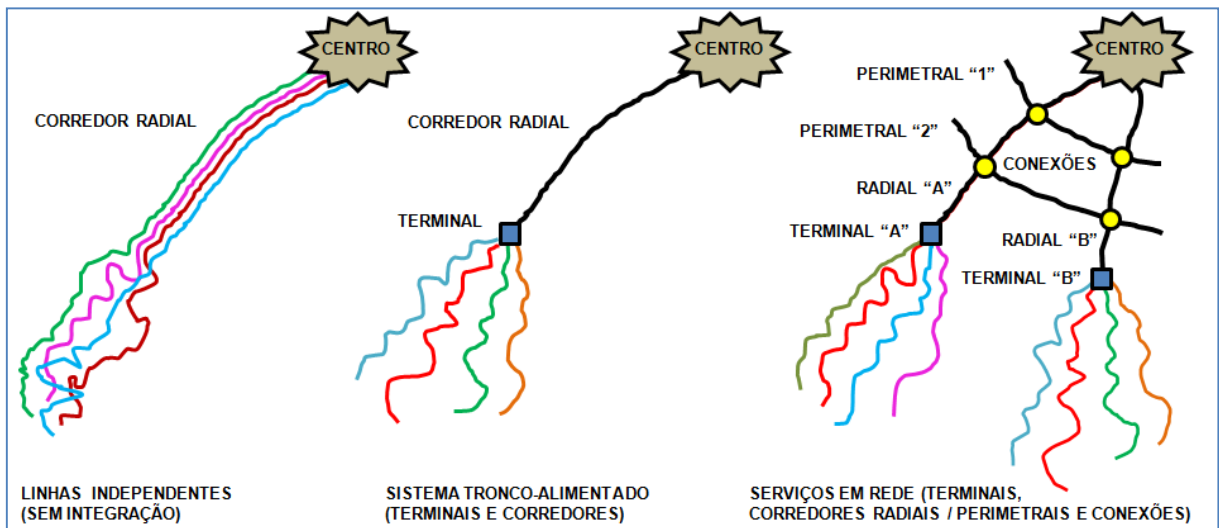 CENTRO
CORREDOR RADIAL
LINHAS INDEPENDENTES
(SEM INTEGRAÇÃO)
CENTRO
CORREDOR RADIAL
TERMINAL
SISTEMA TRONCO-ALIMENTADO
(TERMINAIS E CORREDORES)
CENTRO
PERIMETRAL “1”
PERIMETRAL “2”
CONEXÕES
RADIAL “A”
TERMINAL “A”
RADIAL “B”
TERMINAL “B”
SERVIÇOS EM REDE (TERMINAIS,
CORREDORES RADIAIS / PERIMETRAIS E CONEXÕES)